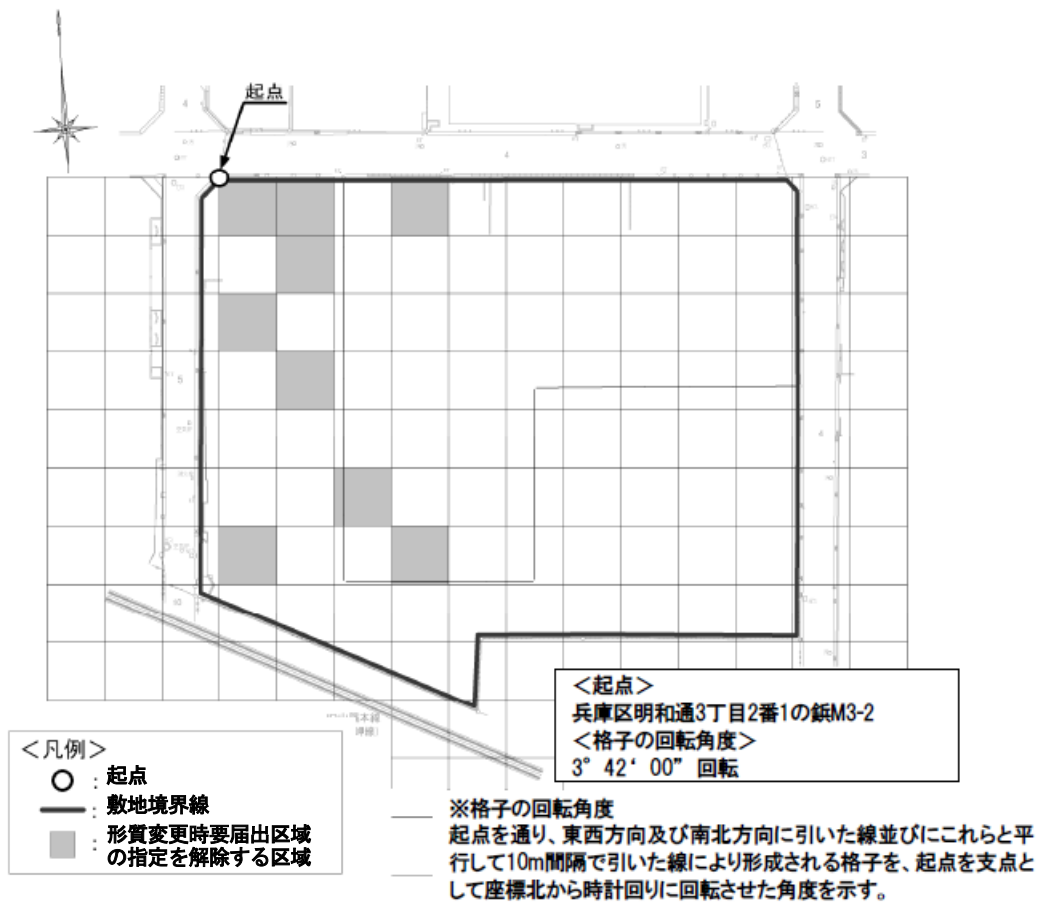 起点
＜起点＞
兵庫区明和通3丁目2番1の鋲M3-2
＜格子の回転角度＞
3° 42‘ 00” 回転
＜凡例＞
：起点
：敷地境界線
：形質変更時要届出区域
の指定を解除する区域
※格子の回転角度
起点を通り、東西方向及び南北方向に引いた線並びにこれらと平
行して10m間隔で引いた線により形成される格子を、起点を支点と
して座標北から時計回りに回転させた角度を示す。